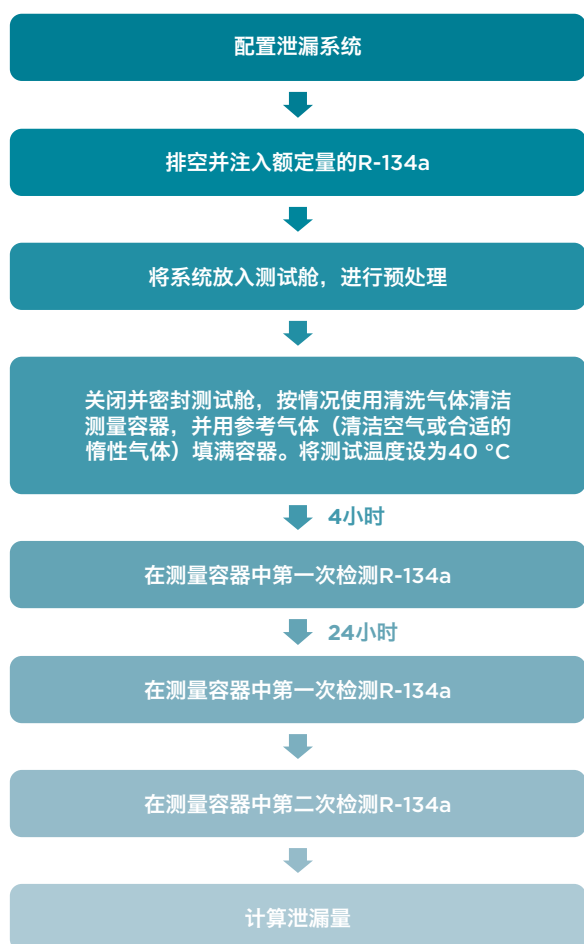 配置泄漏系统
排空并注入额定量的R-134a
将系统放入测试舱，进行预处理
关闭并密封测试舱，按情况使用清洗气体清洁
测量容器，并用参考气体（清洁空气或合适的
惰性气体）填满容器。将测试温度设为40 °C
4小时
在测量容器中第一次检测R-134a
24小时
在测量容器中第一次检测R-134a
在测量容器中第二次检测R-134a
计算泄漏量